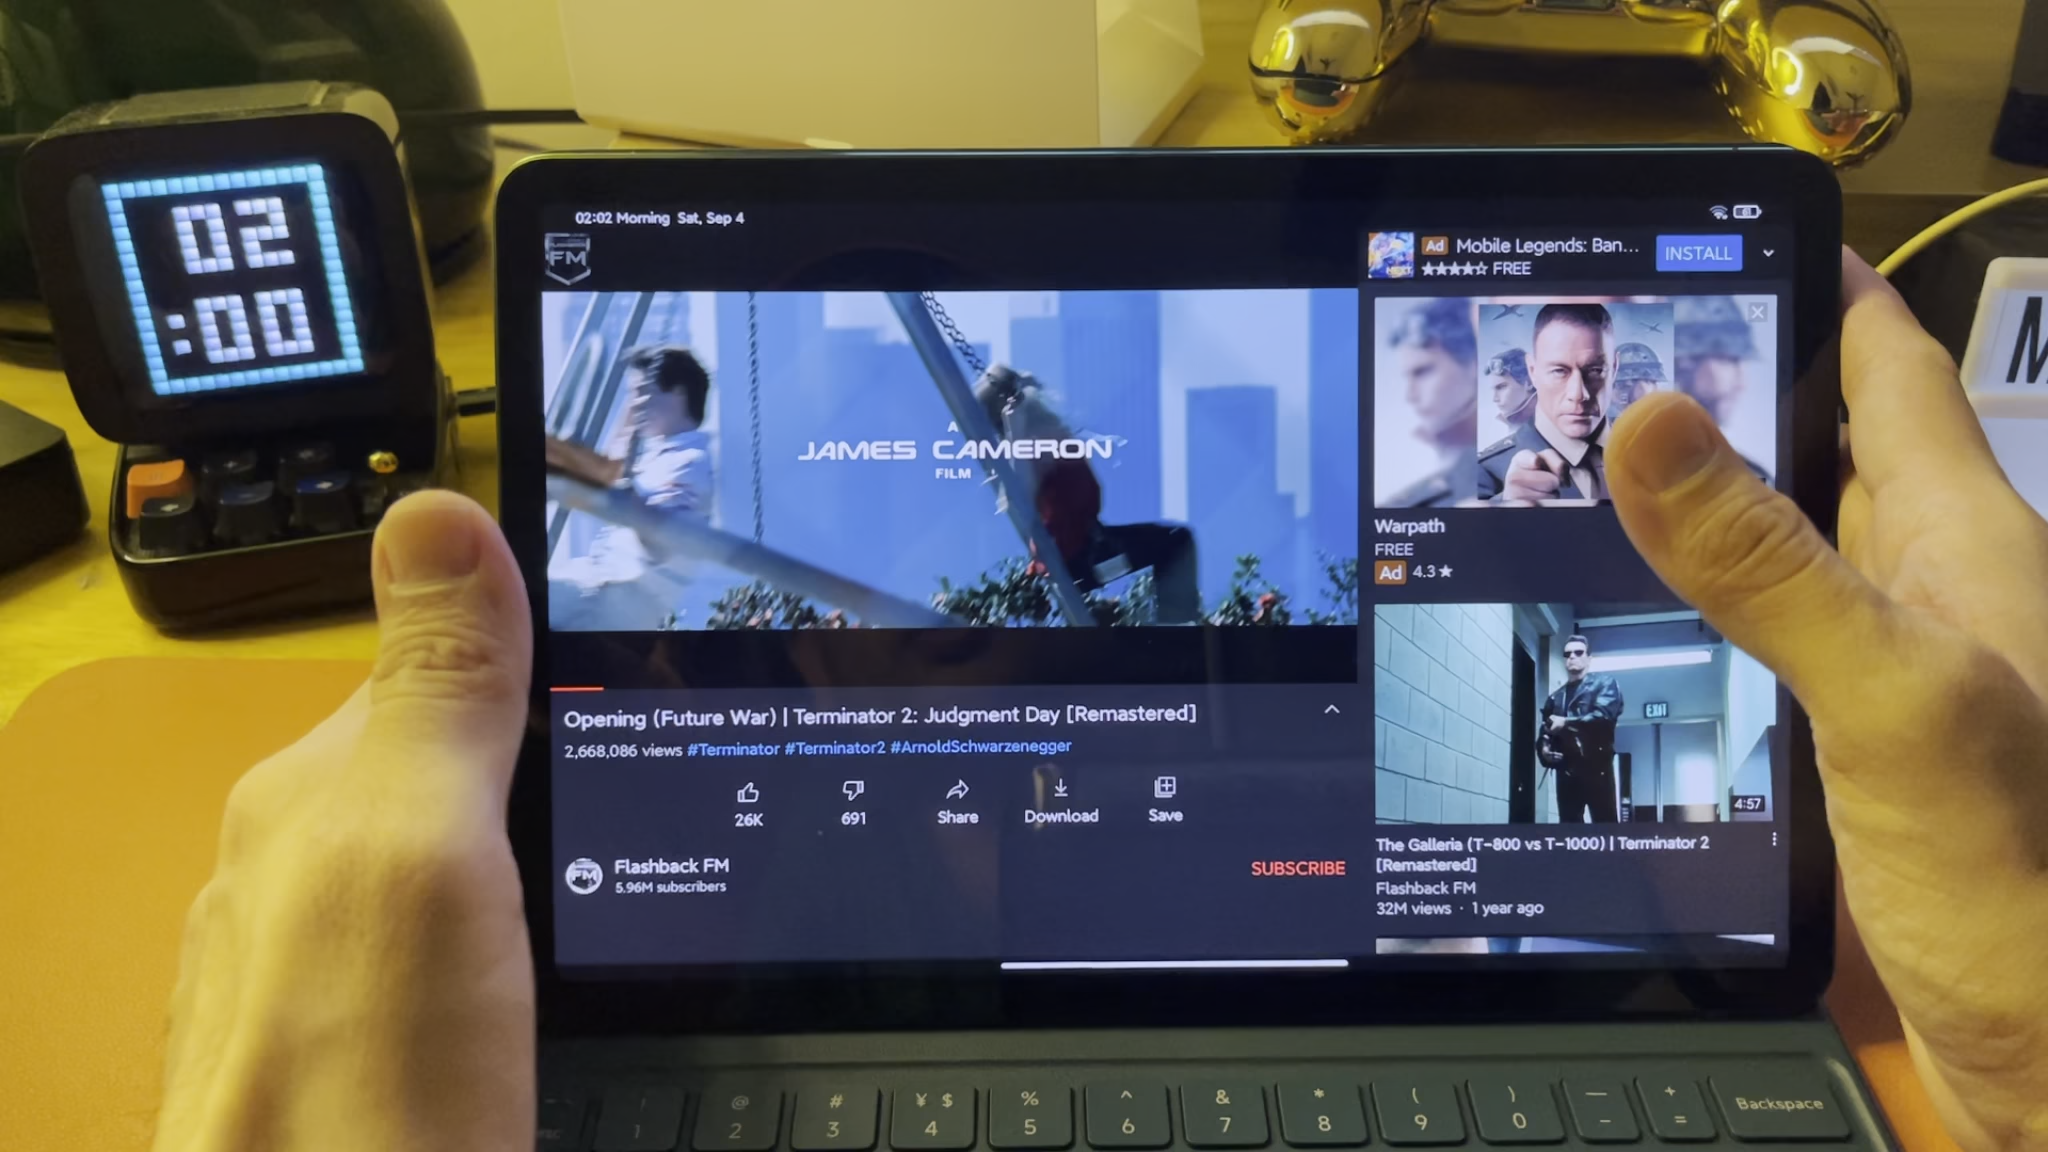 02
:00
02:02 Morning Sat, Sep 4
FM
Ad Mobile Legends: Ban...
INSTALL
FREE
A
JAMES CAMERON
FILM
Warpath
FREE
Ad 4.3★
EXIT
4:57
Opening (Future War) | Terminator 2: Judgment Day [Remastered]
2,668,086 views #Terminator #Terminator2 #ArnoldSchwarzenegger
26K
691
Share
Download
Save
FM
Flashback FM
5.96M subscribers
SUBSCRIBE
The Galleria (T-800 vs T-1000) | Terminator 2
[Remastered]
Flashback FM
32M views · 1 year ago
! @ # ¥ $ % ^ & * ( ) — +
1 2 3 4 5 6 7 8 9 0 - = Backspace